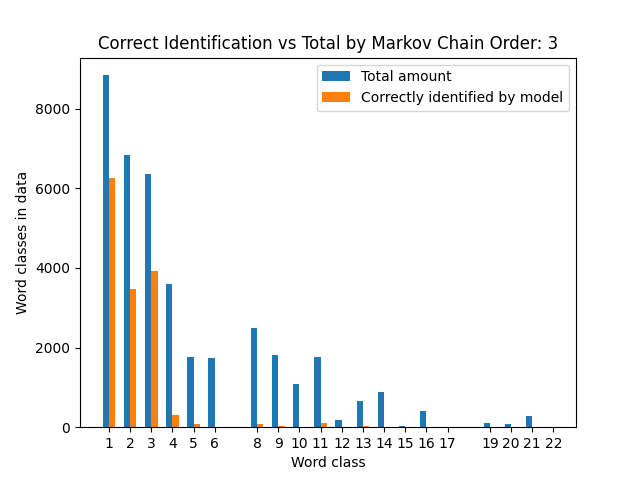 Correct Identification vs Total by Markov Chain Order: 3
Total amount
Correctly identified by model
8000
6000
4000
2000
0
Word classes in data
1 2 3 4 5 6 8 9 10 11 12 13 14 15 16 17 19 20 21 22
Word class